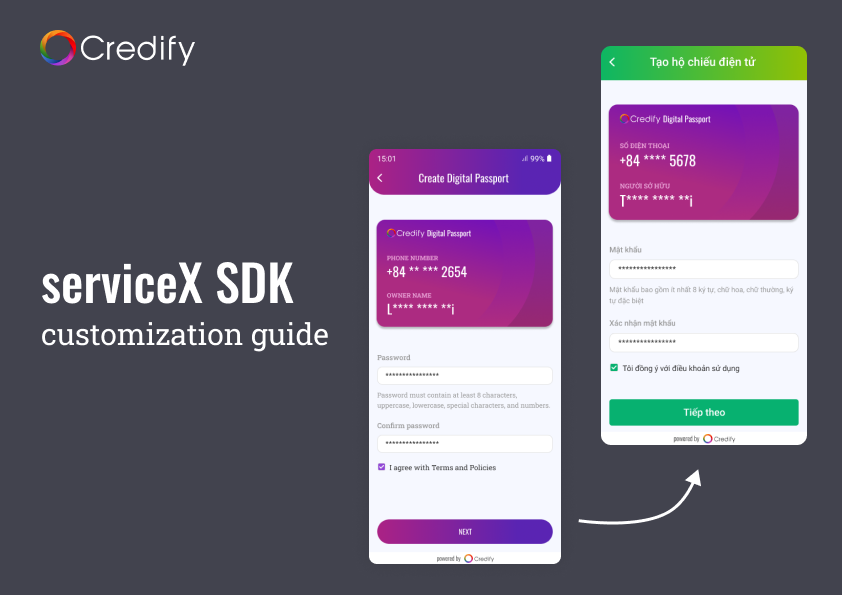 Credify
serviceX SDK
customization guide
15:01
99%
Create Digital Passport
Credify Digital Passport
PHONE NUMBER
+84 ** *** 2654
OWNER NAME
L**** **** **i
Password
****************
Password must contain at least 8 characters,
uppercase, lowercase, special characters, and numbers.
Confirm password
****************
I agree with Terms and Policies
NEXT
powered by Credify
Tạo hộ chiếu điện tử
Credify Digital Passport
SỐ ĐIỆN THOẠI
+84 **** 5678
NGƯỜI SỞ HỮU
T**** **** **i
Mật khẩu
****************
Mật khẩu bao gồm ít nhất 8 ký tự, chữ hoa, chữ thường, ký
tự đăc biệt
Xác nhận mật khẩu
****************
Tôi đồng ý với điều khoản sử dụng
Tiếp theo
powered by Credify